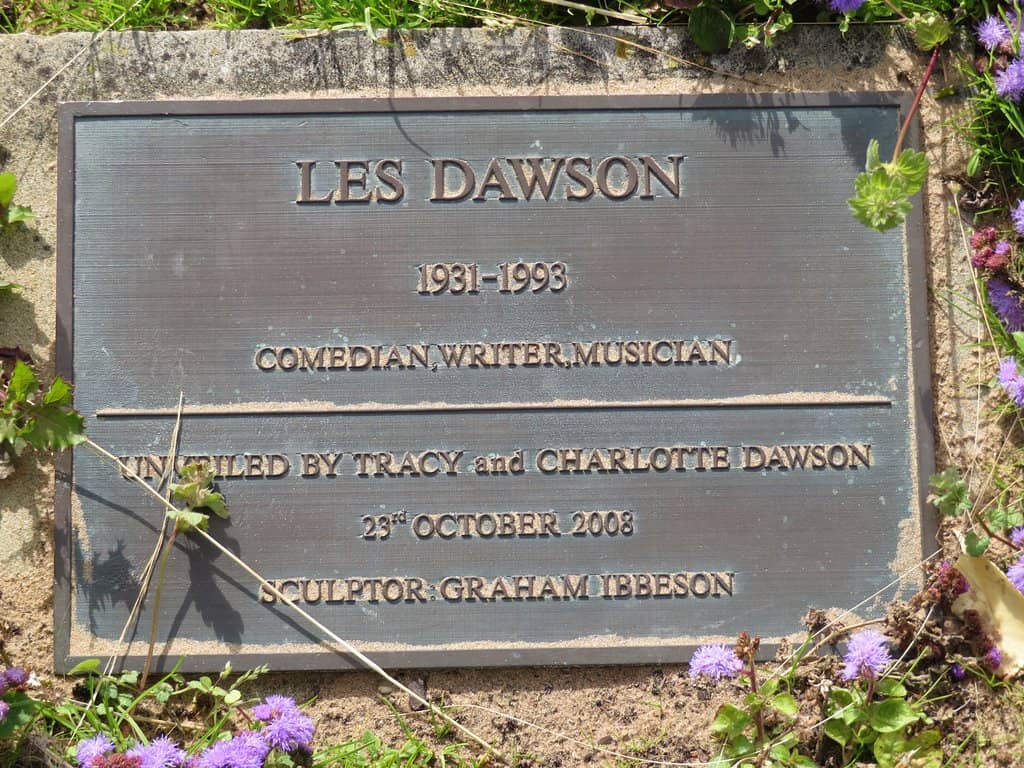 LES DAWSON
1931-1993
COMEDIAN,WRITER,MUSICIAN
UNVEILED BY TRACY and CHARLOTTE DAWSON
23rd OCTOBER 2008
SCULPTOR: GRAHAM IBBESON